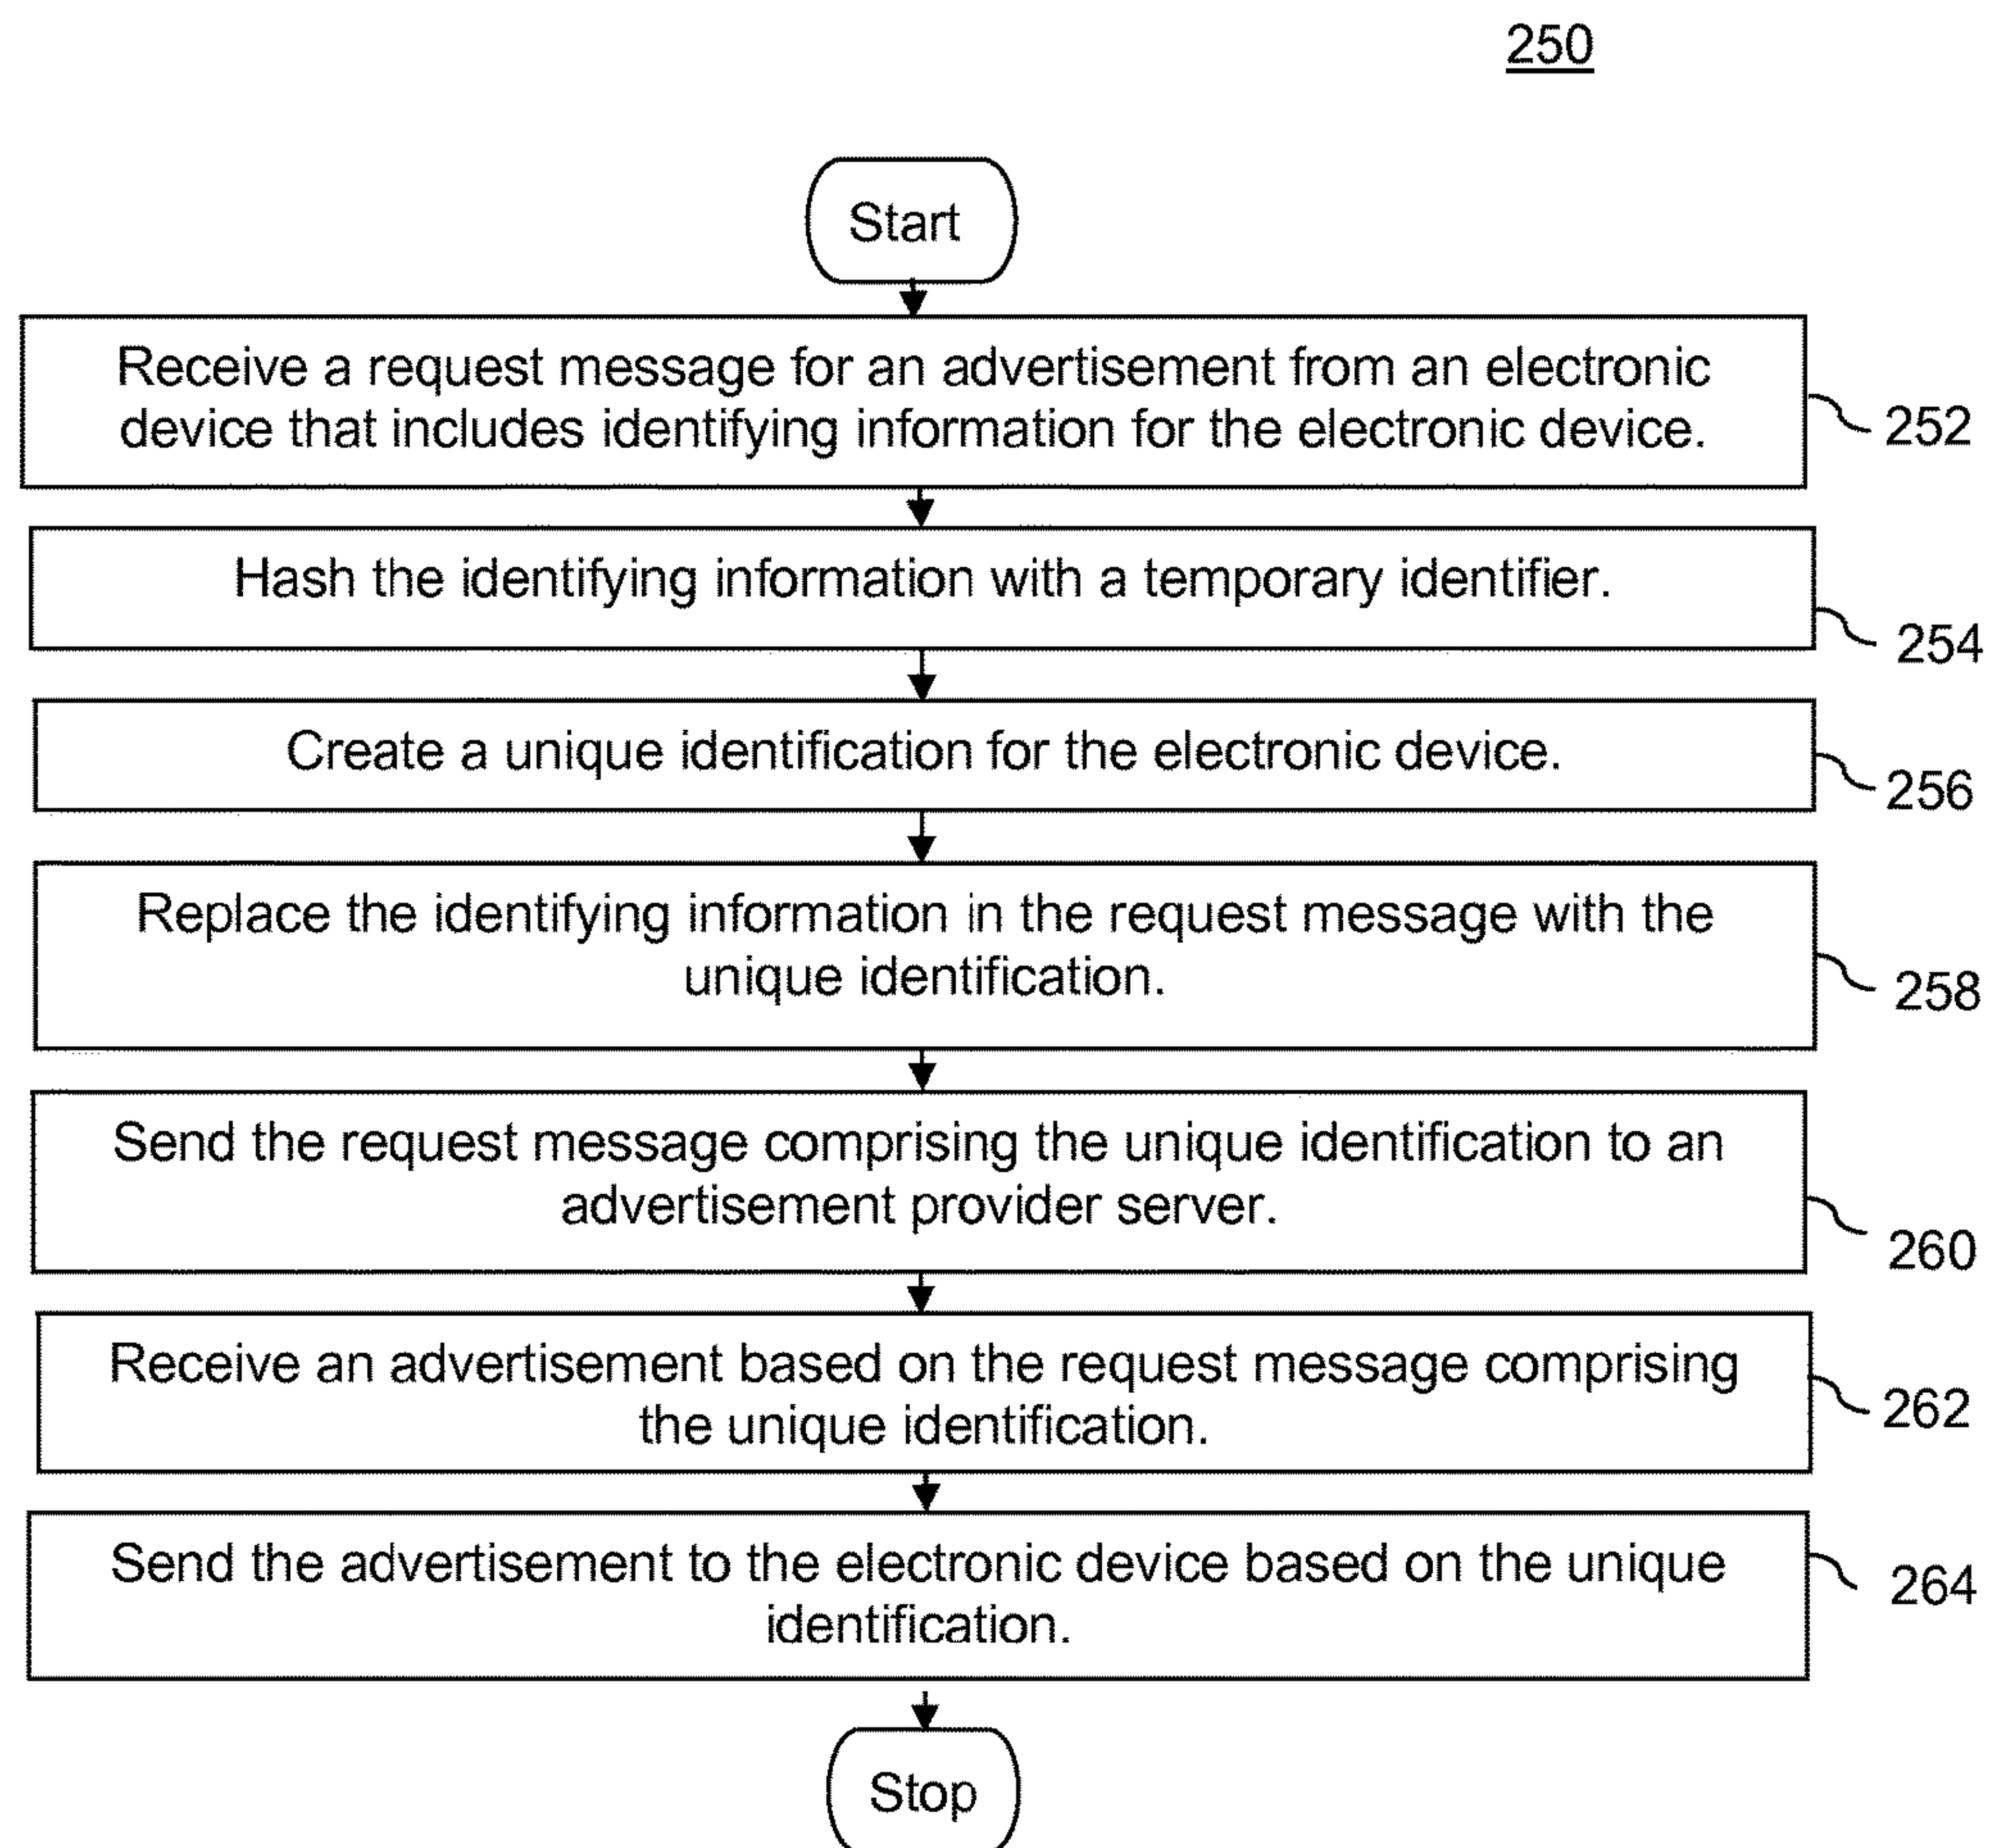 250
Start
Receive a request message for an advertisement from an electronic
device that includes identifying information for the electronic device.
252
Hash the identifying information with a temporary identifier.
254
Create a unique identification for the electronic device.
256
Replace the identifying information in the request message with the
unique identification.
258
Send the request message comprising the unique identification to an
advertisement provider server.
260
Receive an advertisement based on the request message comprising
the unique identification.
262
Send the advertisement to the electronic device based on the unique
identification.
264
Stop